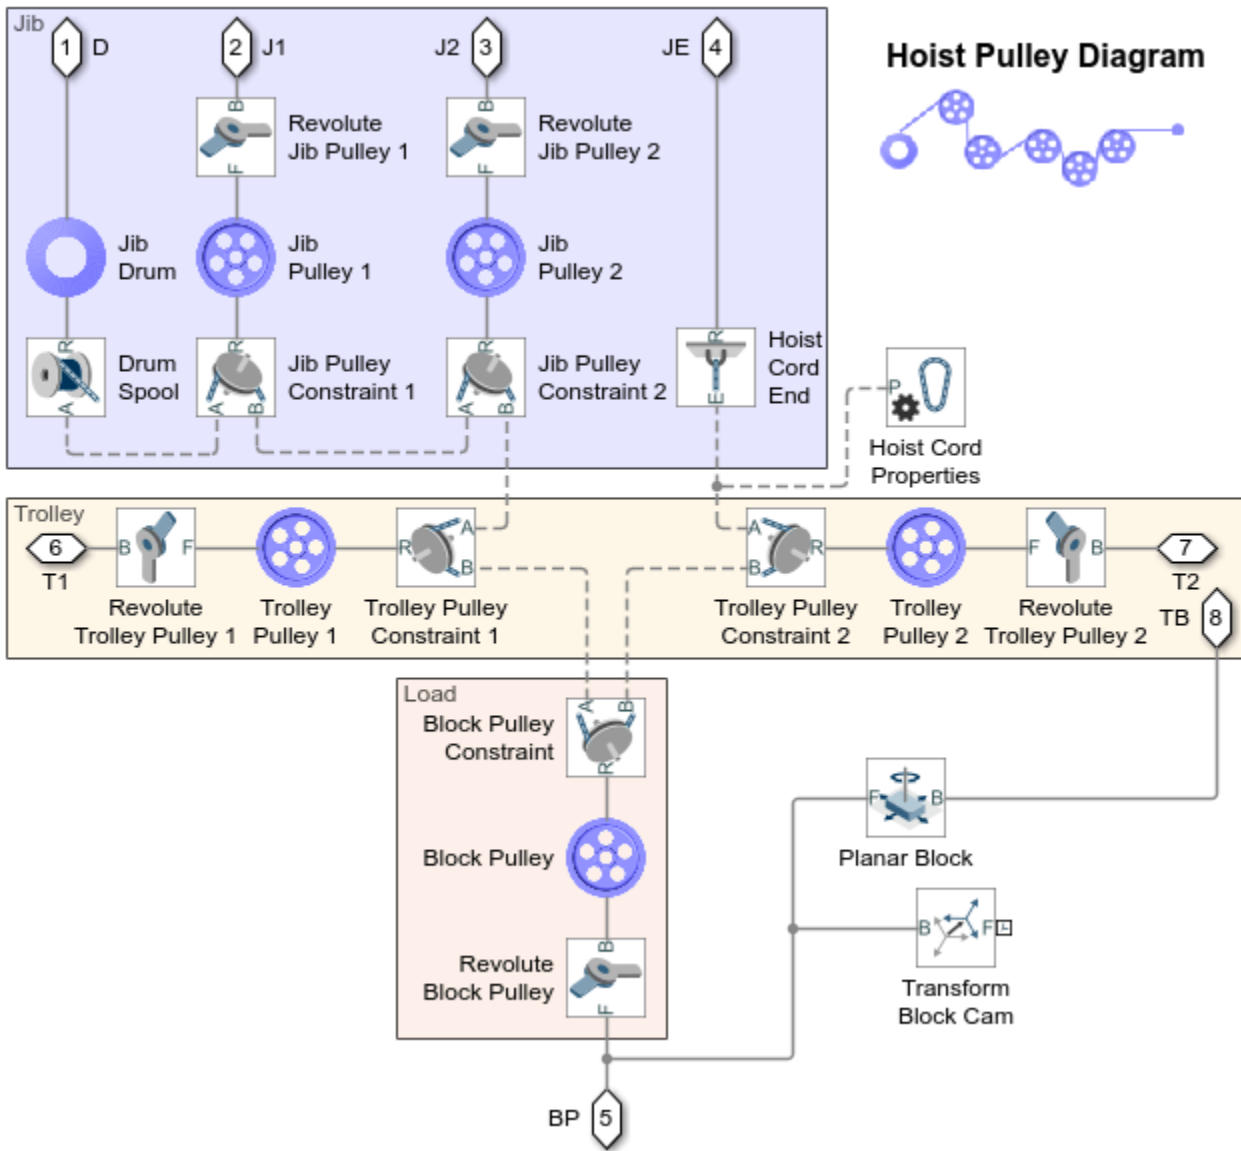 Jib
1
D
2
J1
J2
3
JE
4
Hoist Pulley Diagram
B
Revolute
Jib Pulley 1
F
B
Revolute
Jib Pulley 2
F
Jib
Drum
Jib
Pulley 1
Jib
Pulley 2
R
Drum
Spool
A
R
Jib Pulley
Constraint 1
A
B
R
Jib Pulley
Constraint 2
A
B
R
Hoist
Cord
End
E
P
Hoist Cord
Properties
Trolley
6
T1
B
F
Revolute
Trolley Pulley 1
Trolley
Pulley 1
R
A
B
Trolley Pulley
Constraint 1
A
B
R
Trolley Pulley
Constraint 2
Trolley
Pulley 2
F
B
Revolute
Trolley Pulley 2
7
T2
TB
8
Load
A
B
Block Pulley
Constraint
R
Block Pulley
B
Revolute
Block Pulley
F
F
B
Planar Block
B
F
Transform
Block Cam
BP
5